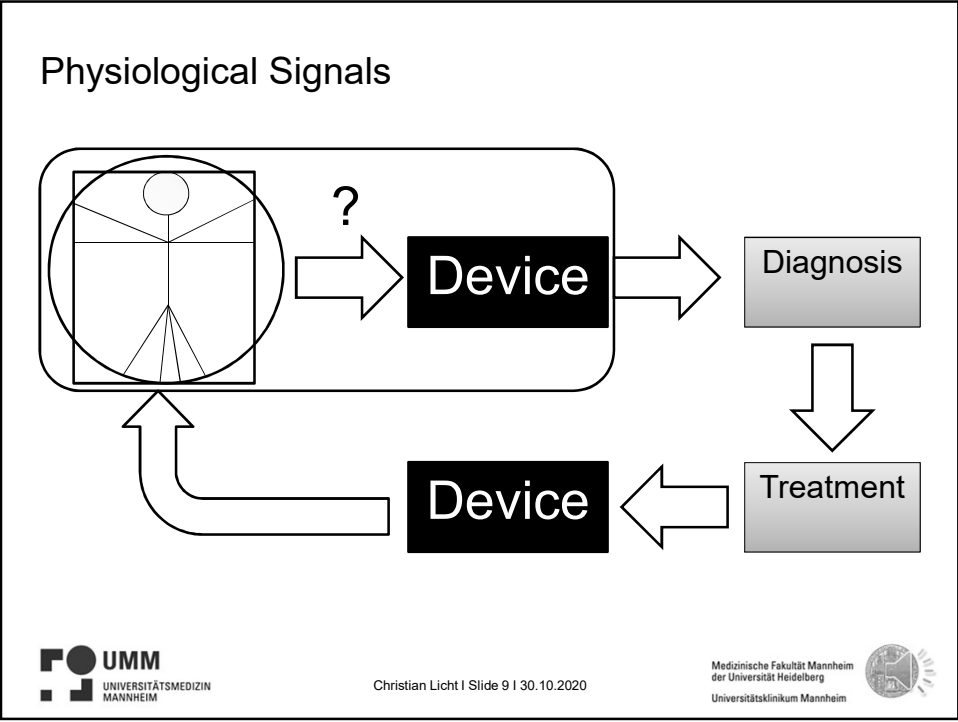 Physiological Signals
?
Device
Diagnosis
Device
Treatment
UMM
UNIVERSITÄTSMEDIZIN
MANNHEIM
Christian Licht I Slide 9 I 30.10.2020
Medizinische Fakultät Mannheim
der Universität Heidelberg
Universitätsklinikum Mannheim